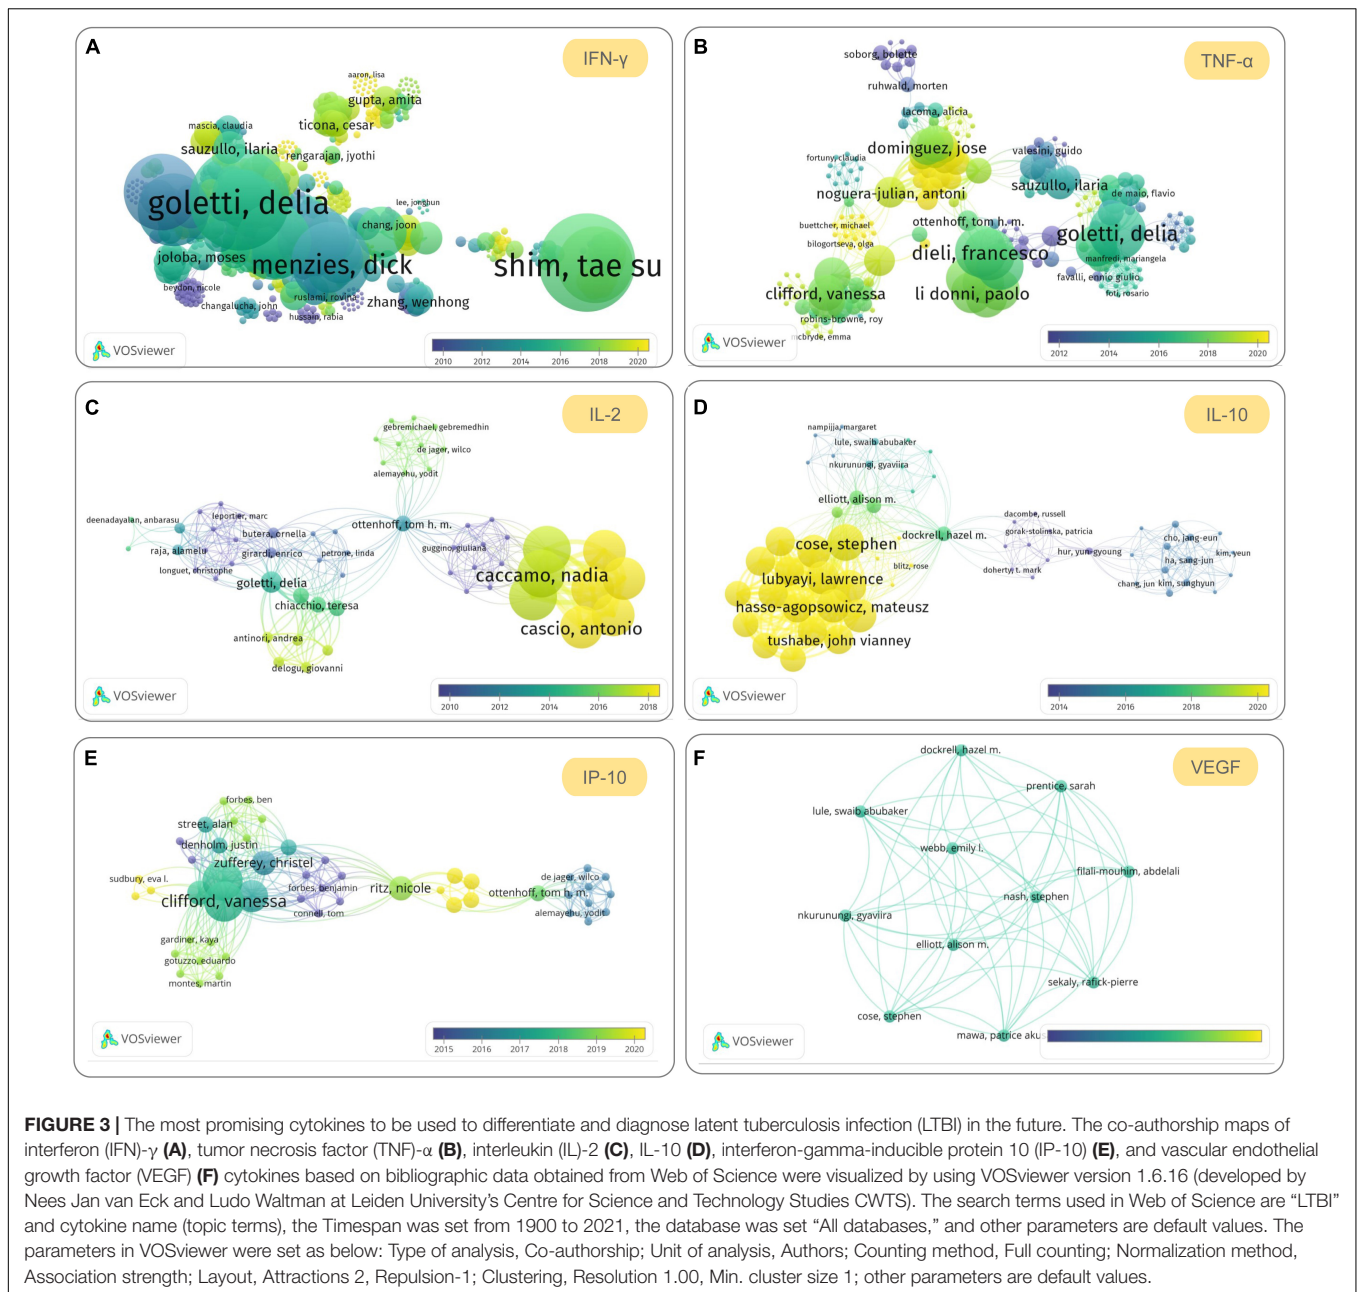 A
IFN-γ
aaron, lisa
gupta, amita
ticona, cesar
mascia, claudia
sauzullo, ilaria
rengarajan, jyothi
goletti, delia
lee, jonghun
chang, joon
joloba, moses
menzies, dick
shim, tae su
beydon, nicole
ruslami, rovina
zhang, wenhong
changalucha, john
hussain, rabia
VOSviewer
2010 2012 2014 2016 2018 2020
B
TNF-α
soborg, bolette
ruhwald, morten
lacoma, alicia
dominguez, jose
valesini, guido
fortuny, claudia
sauzullo, ilaria
de maio, flavio
noguera-julian, antoni
buettcher, michael
ottenhoff, tom h. m.
goletti, delia
bilogortseva, olga
dieli, francesco
manfredi, mariangela
favalli, ennio giulio
clifford, vanessa
li donni, paolo
foti, rosario
robins-browne, roy
mcbryde, emma
VOSviewer
2012 2014 2016 2018 2020
C
IL-2
gebremichael, gebremedhin
de jager, wilco
alemayehu, yodit
deenadayalan, anbarasu
leportier, marc
ottenhoff, tom h. m.
butera, ornella
raja, alamelu
girardi, enrico
petrone, linda
guggino, giuliana
longuet, christophe
goletti, delia
caccamo, nadia
chiacchio, teresa
cascio, antonio
antinori, andrea
delogu, giovanni
VOSviewer
2010 2012 2014 2016 2018
D
IL-10
nampijja, margaret
lule, swaib abubaker
nkurunungi, gyaviira
elliott, alison m.
dacombe, russell
gorak-stolinska, patricia
dockrell, hazel m.
cho, jang-eun
cose, stephen
hur, yun-gyoung
kim, yeun
blitz, rose
ha, sang-jun
lubyayi, lawrence
doherty, t. mark
chang, jun
kim, sunghyun
hasso-agopsowicz, mateusz
tushabe, john vianney
VOSviewer
2014 2016 2018 2020
E
IP-10
forbes, ben
street, alan
denholm, justin
zufferey, christel
sudbury, eva l.
forbes, benjamin
ritz, nicole
de jager, wilco
ottenhoff, tom h. m.
clifford, vanessa
connell, tom
alemayehu, yodit
gardiner, kaya
gotuzzo, eduardo
montes, martin
VOSviewer
2015 2016 2017 2018 2019 2020
F
VEGF
dockrell, hazel m.
prentice, sarah
lule, swaib abubaker
webb, emily l.
filali-mouhim, abdelali
nash, stephen
nkurunungi, gyaviira
elliott, alison m.
sekaly, rafick-pierre
cose, stephen
mawa, patrice aku
VOSviewer
FIGURE 3 | The most promising cytokines to be used to differentiate and diagnose latent tuberculosis infection (LTBI) in the future. The co-authorship maps of
interferon (IFN)-γ (A), tumor necrosis factor (TNF)-α (B), interleukin (IL)-2 (C), IL-10 (D), interferon-gamma-inducible protein 10 (IP-10) (E), and vascular endothelial
growth factor (VEGF) (F) cytokines based on bibliographic data obtained from Web of Science were visualized by using VOSviewer version 1.6.16 (developed by
Nees Jan van Eck and Ludo Waltman at Leiden University's Centre for Science and Technology Studies CWTS). The search terms used in Web of Science are “LTBI”
and cytokine name (topic terms), the Timespan was set from 1900 to 2021, the database was set “All databases,” and other parameters are default values. The
parameters in VOSviewer were set as below: Type of analysis, Co-authorship; Unit of analysis, Authors; Counting method, Full counting; Normalization method,
Association strength; Layout, Attractions 2, Repulsion-1; Clustering, Resolution 1.00, Min. cluster size 1; other parameters are default values.